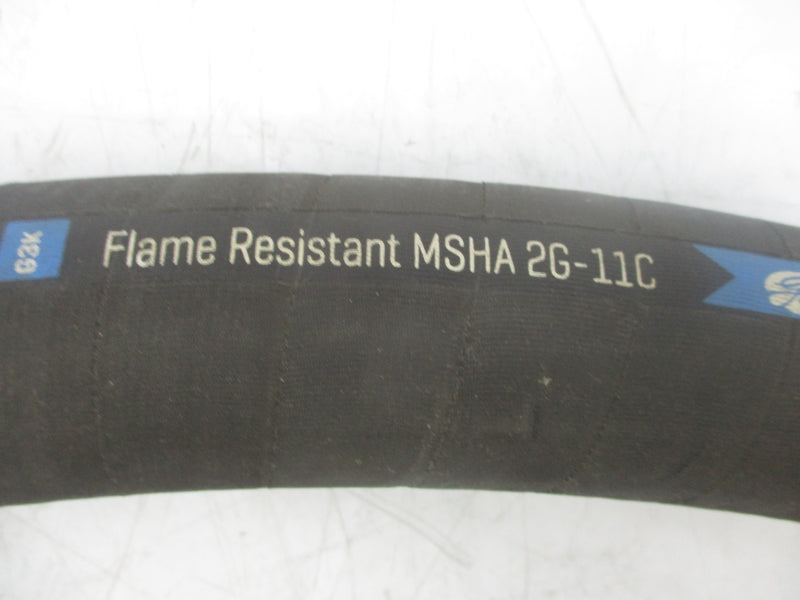 G3K
Flame Resistant MSHA 2G-11C